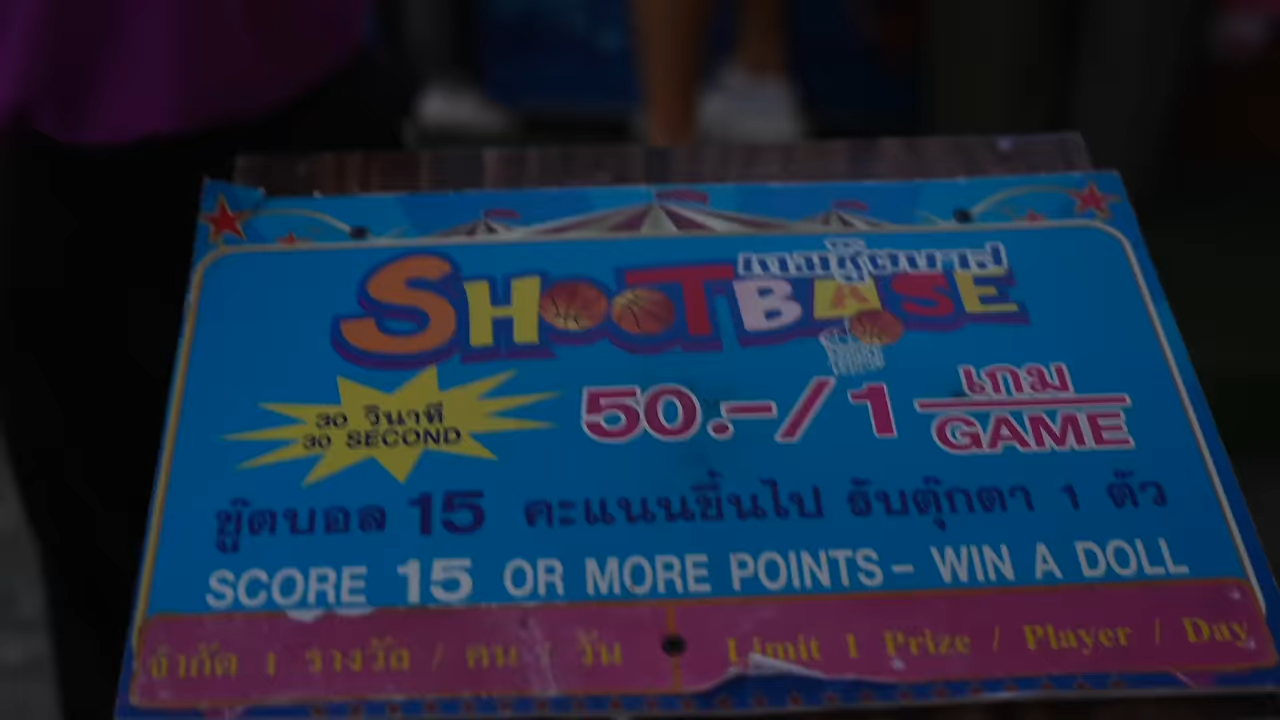 เกมชู๊ตบาส
SHOOTBASE
30 วินาที
30 SECOND
50.-/1 เกม
GAME
ชู๊ตบอล 15 คะแนนขึ้นไป รับตุ๊กตา 1 ตัว
SCORE 15 OR MORE POINTS - WIN A DOLL
จำกัด 1 รางวัล / คน / วัน
Limit 1 Prize / Player / Day